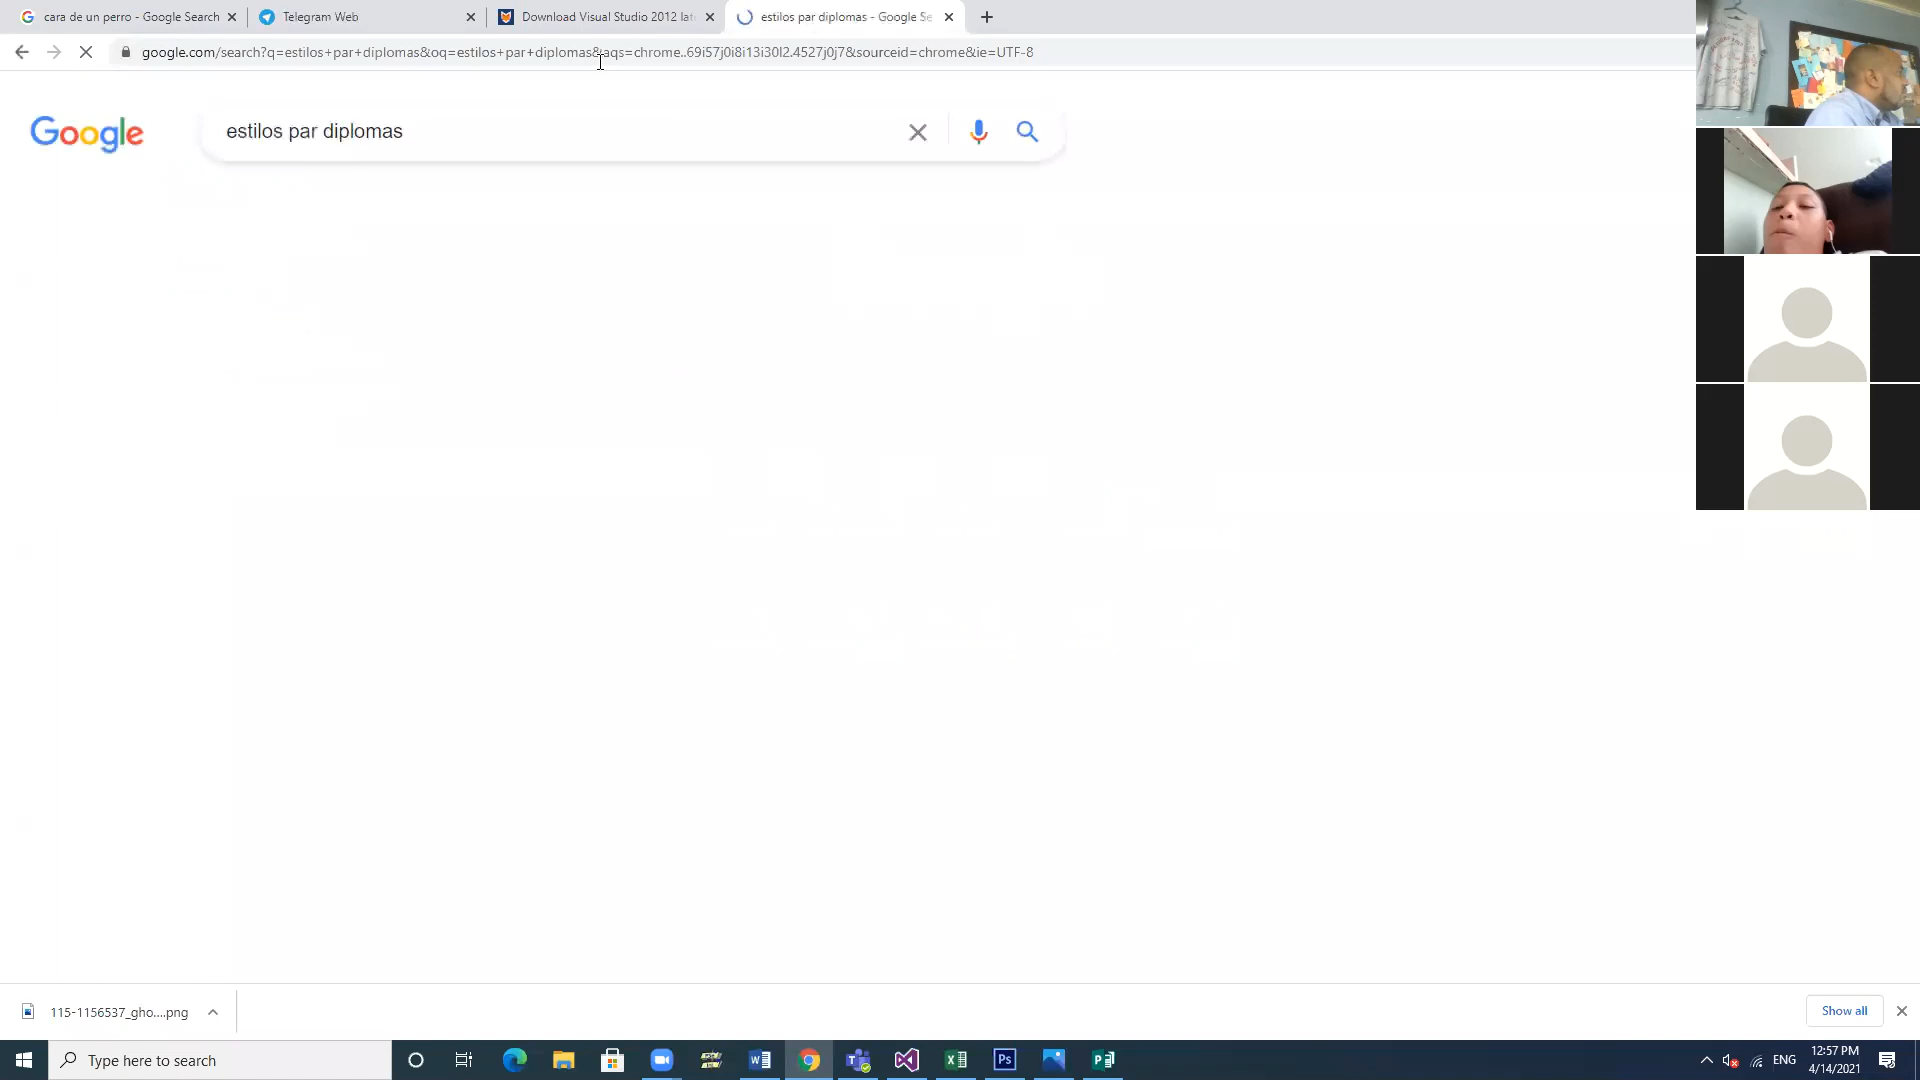 cara de un perro - Google Search
Telegram Web
Download Visual Studio 2012 lat
estilos par diplomas - Google Se
google.com/search?q=estilos+par+diplomas&oq=estilos+par+diplomas&aqs=chrome..69i57j0i8i13i30l2.4527j0j7&sourceid=chrome&ie=UTF-8
Google
estilos par diplomas
115-1156537_gho....png
Show all
Type here to search
ENG
12:57 PM
4/14/2021